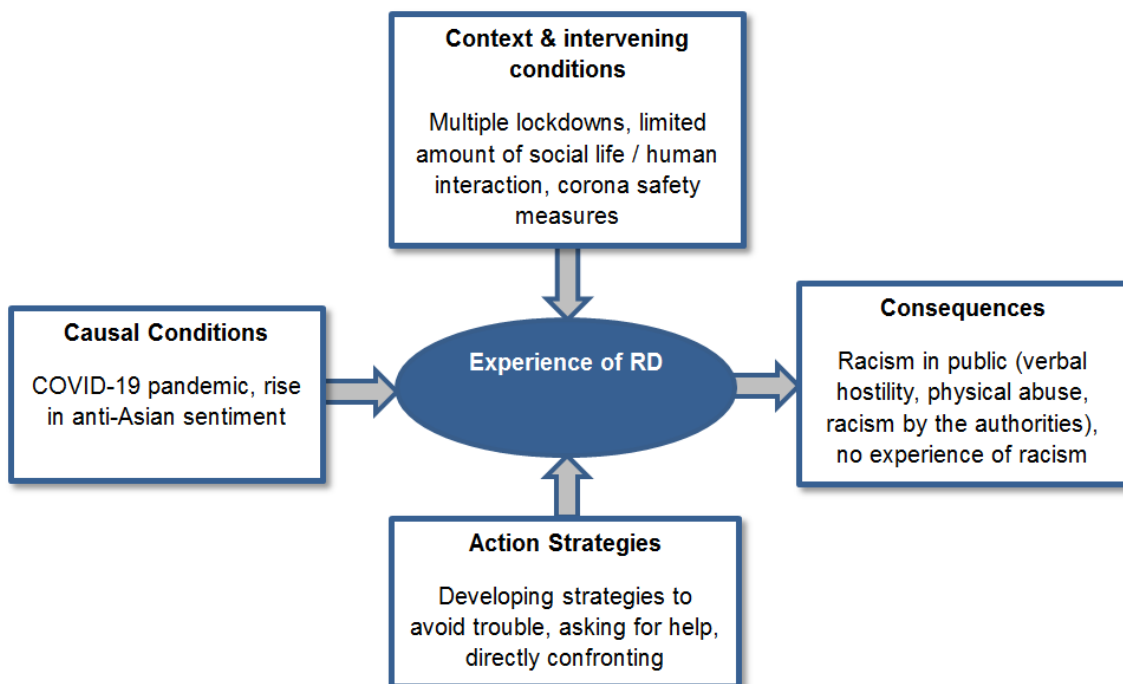 Context & intervening
conditions
Multiple lockdowns, limited
amount of social life / human
interaction, corona safety
measures
Causal Conditions
COVID-19 pandemic, rise
in anti-Asian sentiment
Experience of RD
Consequences
Racism in public (verbal
hostility, physical abuse,
racism by the authorities),
no experience of racism
Action Strategies
Developing strategies to
avoid trouble, asking for help,
directly confronting